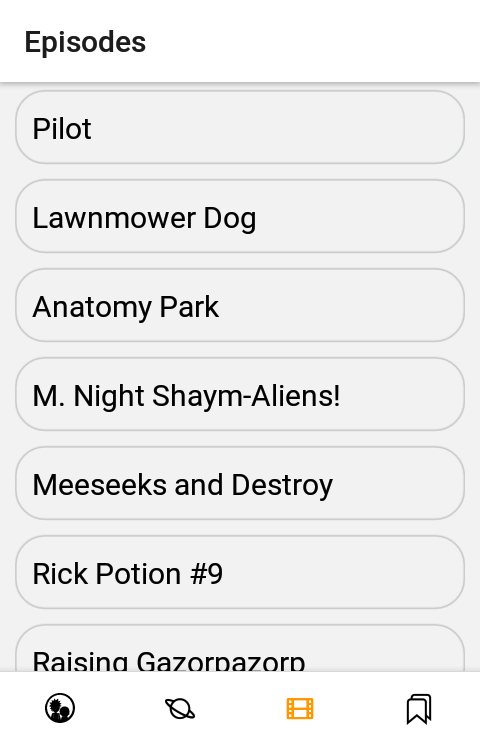 Episodes
Pilot
Lawnmower Dog
Anatomy Park
M. Night Shaym-Aliens!
Meeseeks and Destroy
Rick Potion #9
Raising Gazorpazorp